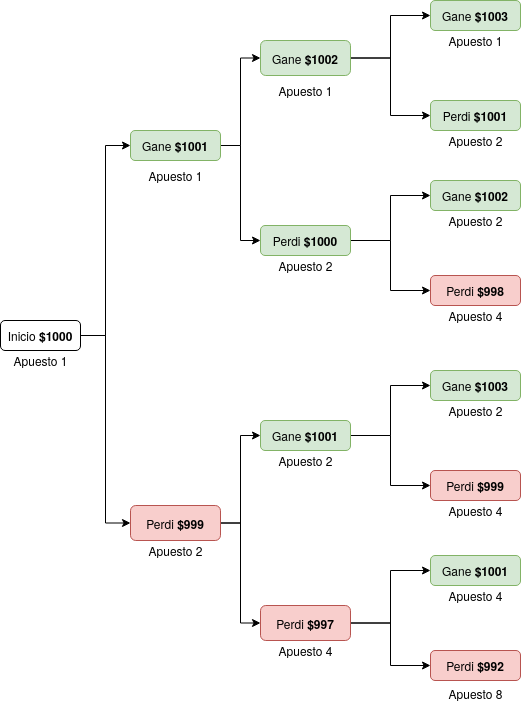 Gane $1003
Apuesto 1
Gane $1002
Apuesto 1
Perdi $1001
Apuesto 2
Gane $1001
Apuesto 1
Gane $1002
Apuesto 2
Perdi $1000
Apuesto 2
Perdi $998
Apuesto 4
Inicio $1000
Apuesto 1
Gane $1003
Apuesto 2
Gane $1001
Apuesto 2
Perdi $999
Apuesto 4
Perdi $999
Apuesto 2
Gane $1001
Apuesto 4
Perdi $997
Apuesto 4
Perdi $992
Apuesto 8